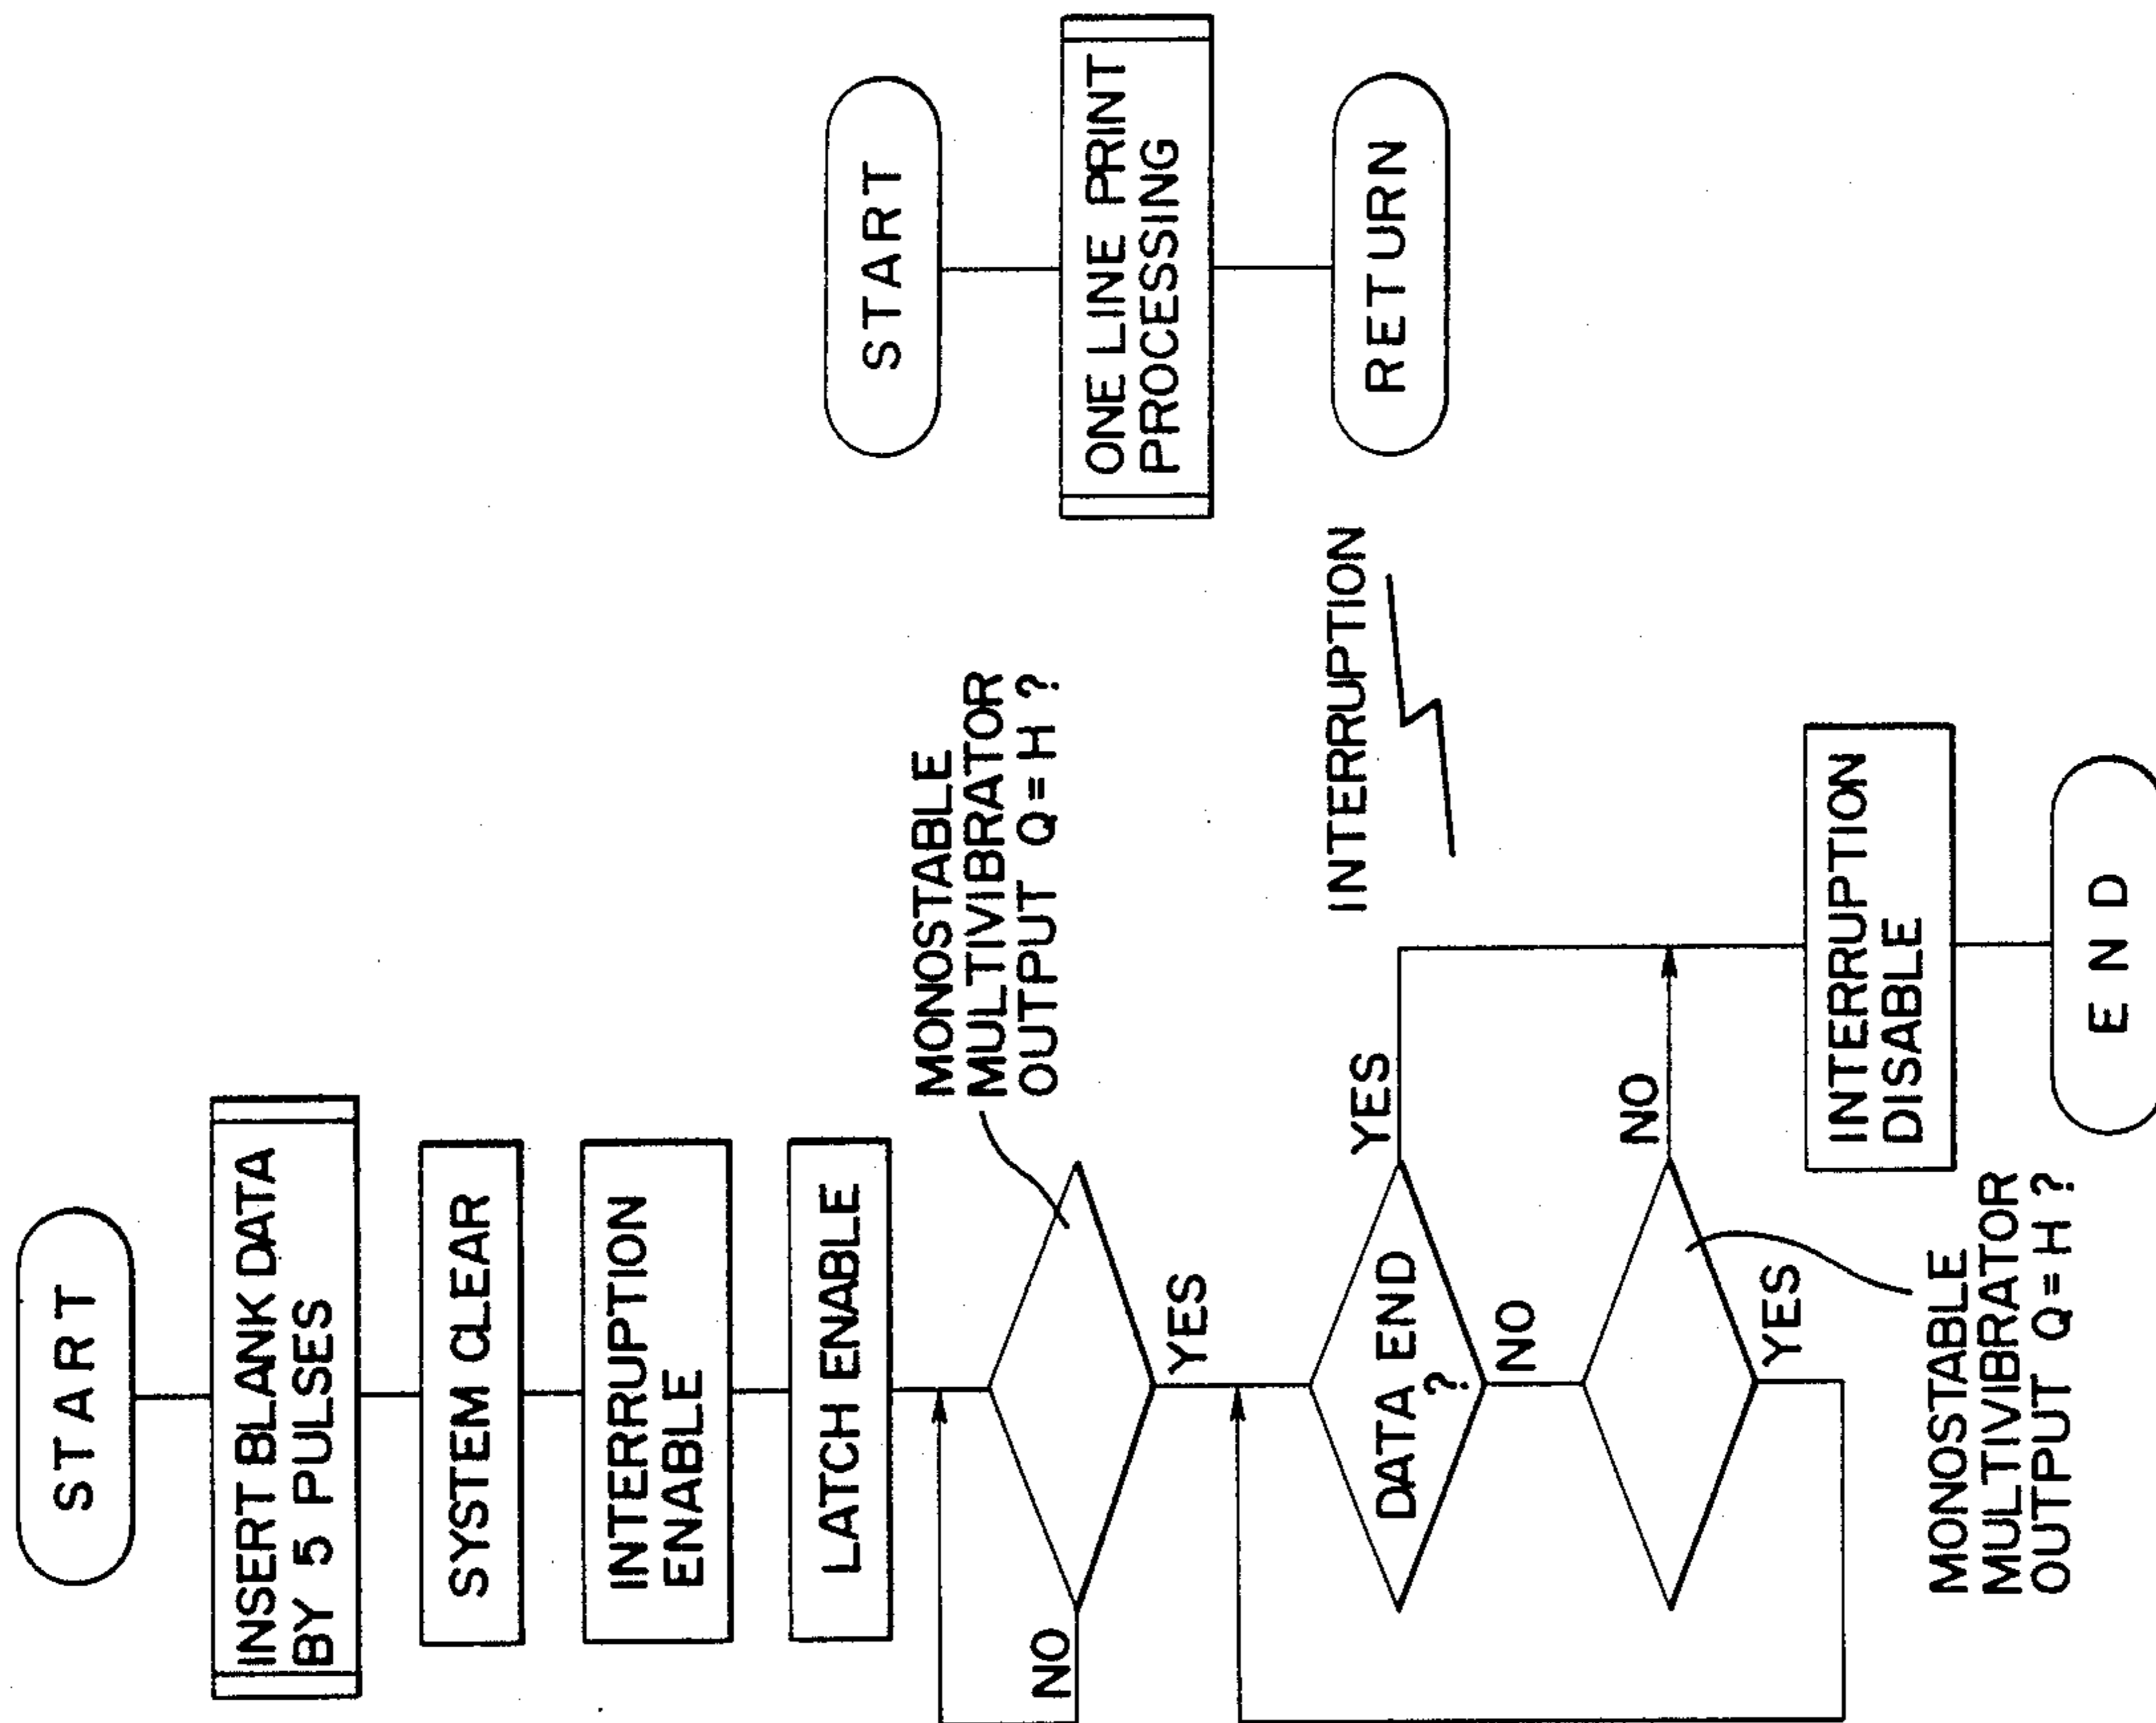 START
INSERT BLANK DATA
BY 5 PULSES
SYSTEM CLEAR
INTERRUPTION
ENABLE
LATCH ENABLE
MONOSTABLE
MULTIVIBRATOR
OUTPUT Q=H ?
NO
YES
DATA END
?
YES
NO
MONOSTABLE
MULTIVIBRATOR
OUTPUT Q=H ?
NO
YES
INTERRUPTION
DISABLE
END
INTERRUPTION
START
ONE LINE PRINT
PROCESSING
RETURN